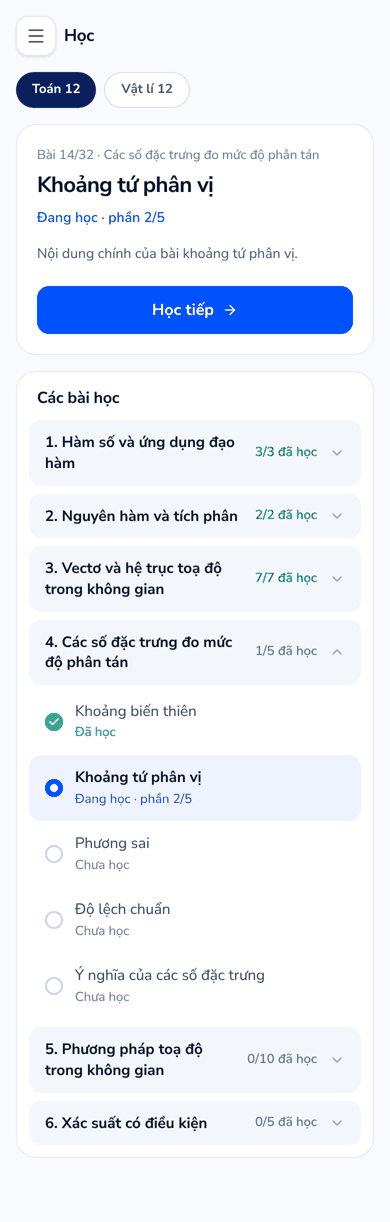 Học
Toán 12
Vật lí 12
Bài 14/32 · Các số đặc trưng đo mức độ phân tán
Khoảng tứ phân vị
Đang học · phần 2/5
Nội dung chính của bài khoảng tứ phân vị.
Học tiếp →
Các bài học
1. Hàm số và ứng dụng đạo
hàm
3/3 đã học
2. Nguyên hàm và tích phân
2/2 đã học
3. Vectơ và hệ trục toạ độ
trong không gian
7/7 đã học
4. Các số đặc trưng đo mức
độ phân tán
1/5 đã học
Khoảng biến thiên
Đã học
Khoảng tứ phân vị
Đang học · phần 2/5
Phương sai
Chưa học
Độ lệch chuẩn
Chưa học
Ý nghĩa của các số đặc trưng
Chưa học
5. Phương pháp toạ độ
trong không gian
0/10 đã học
6. Xác suất có điều kiện
0/5 đã học